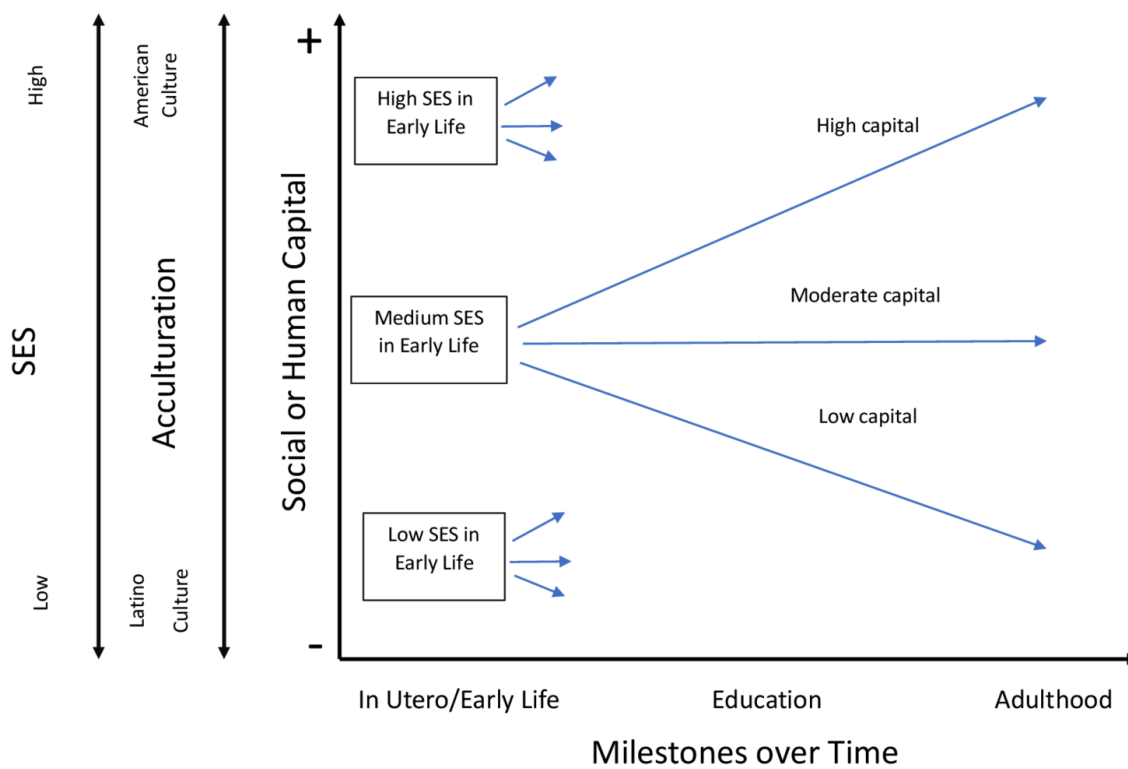 SES
High
Low
Acculturation
American
Culture
Latino
Culture
Social or Human Capital
+
-
High SES in
Early Life
Medium SES
in Early Life
Low SES in
Early Life
High capital
Moderate capital
Low capital
In Utero/Early Life
Education
Adulthood
Milestones over Time